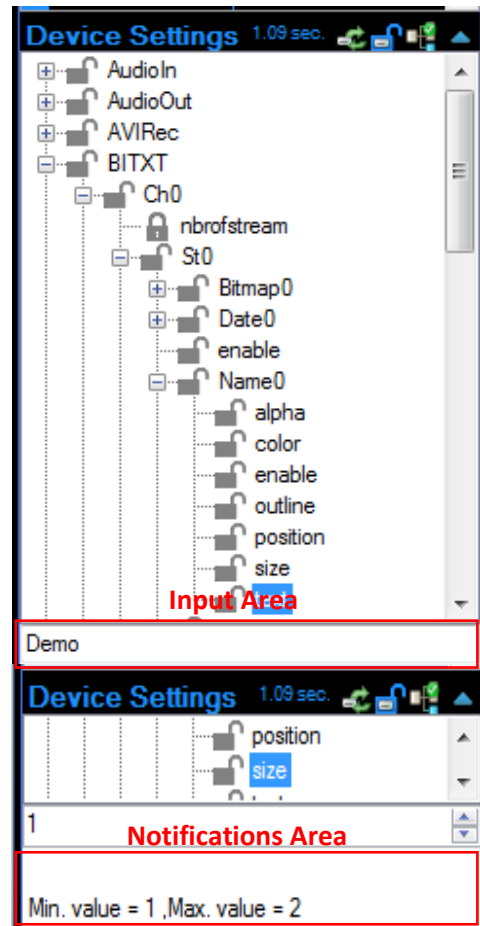 Device Settings 1.09 sec.
AudioIn
AudioOut
AVIRec
BITXT
Ch0
nbrofstream
St0
Bitmap0
Date0
enable
Name0
alpha
color
enable
outline
position
size
Input Area
Demo
Device Settings 1.09 sec.
position
size
1
Notifications Area
Min. value = 1 ,Max. value = 2